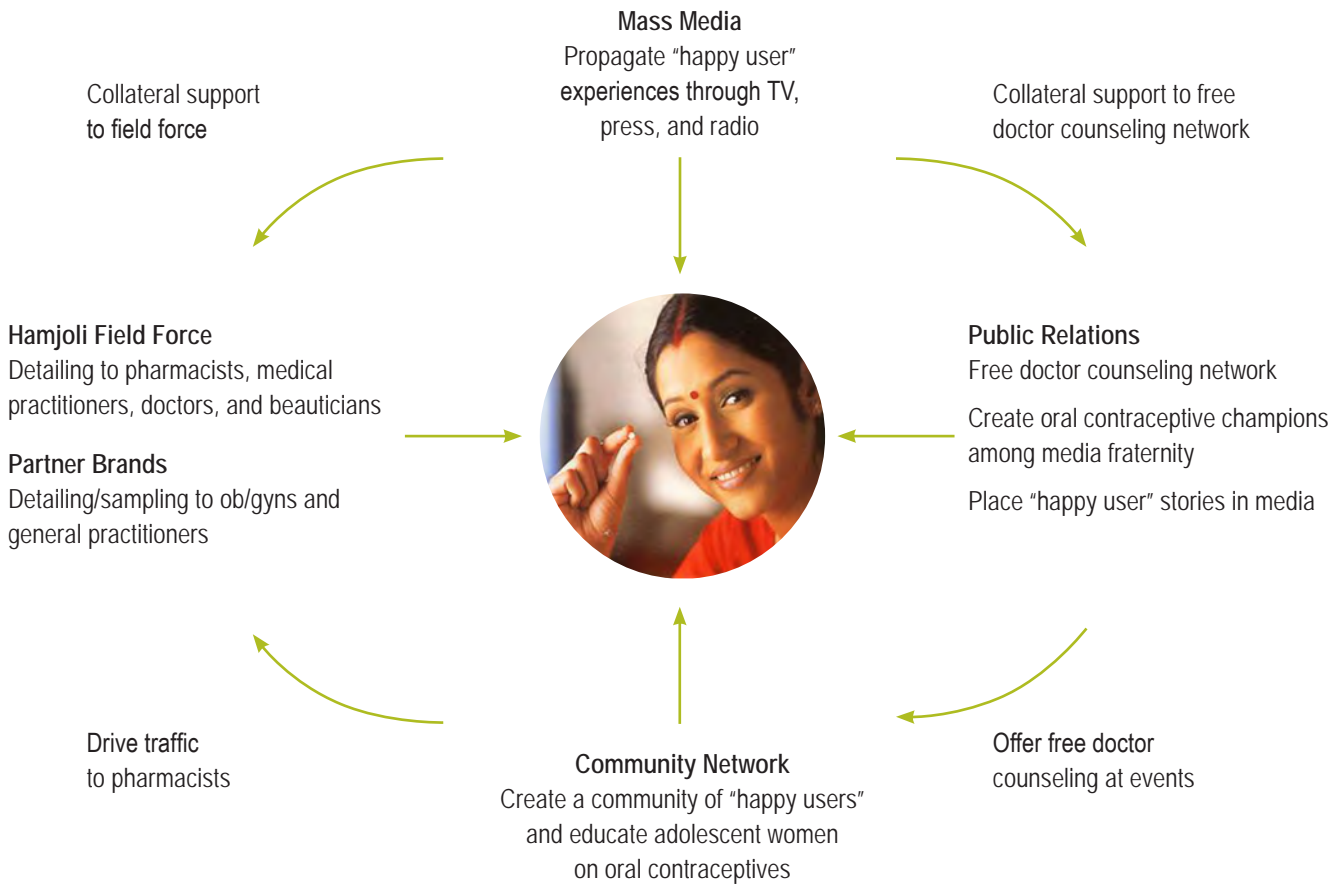 Mass Media
Propagate “happy user”
experiences through TV,
press, and radio
Collateral support
to field force
Collateral support to free
doctor counseling network
Hamjoli Field Force
Detailing to pharmacists, medical
practitioners, doctors, and beauticians
Partner Brands
Detailing/sampling to ob/gyns and
general practitioners
Public Relations
Free doctor counseling network
Create oral contraceptive champions
among media fraternity
Place “happy user” stories in media
Drive traffic
to pharmacists
Community Network
Create a community of “happy users”
and educate adolescent women
on oral contraceptives
Offer free doctor
counseling at events